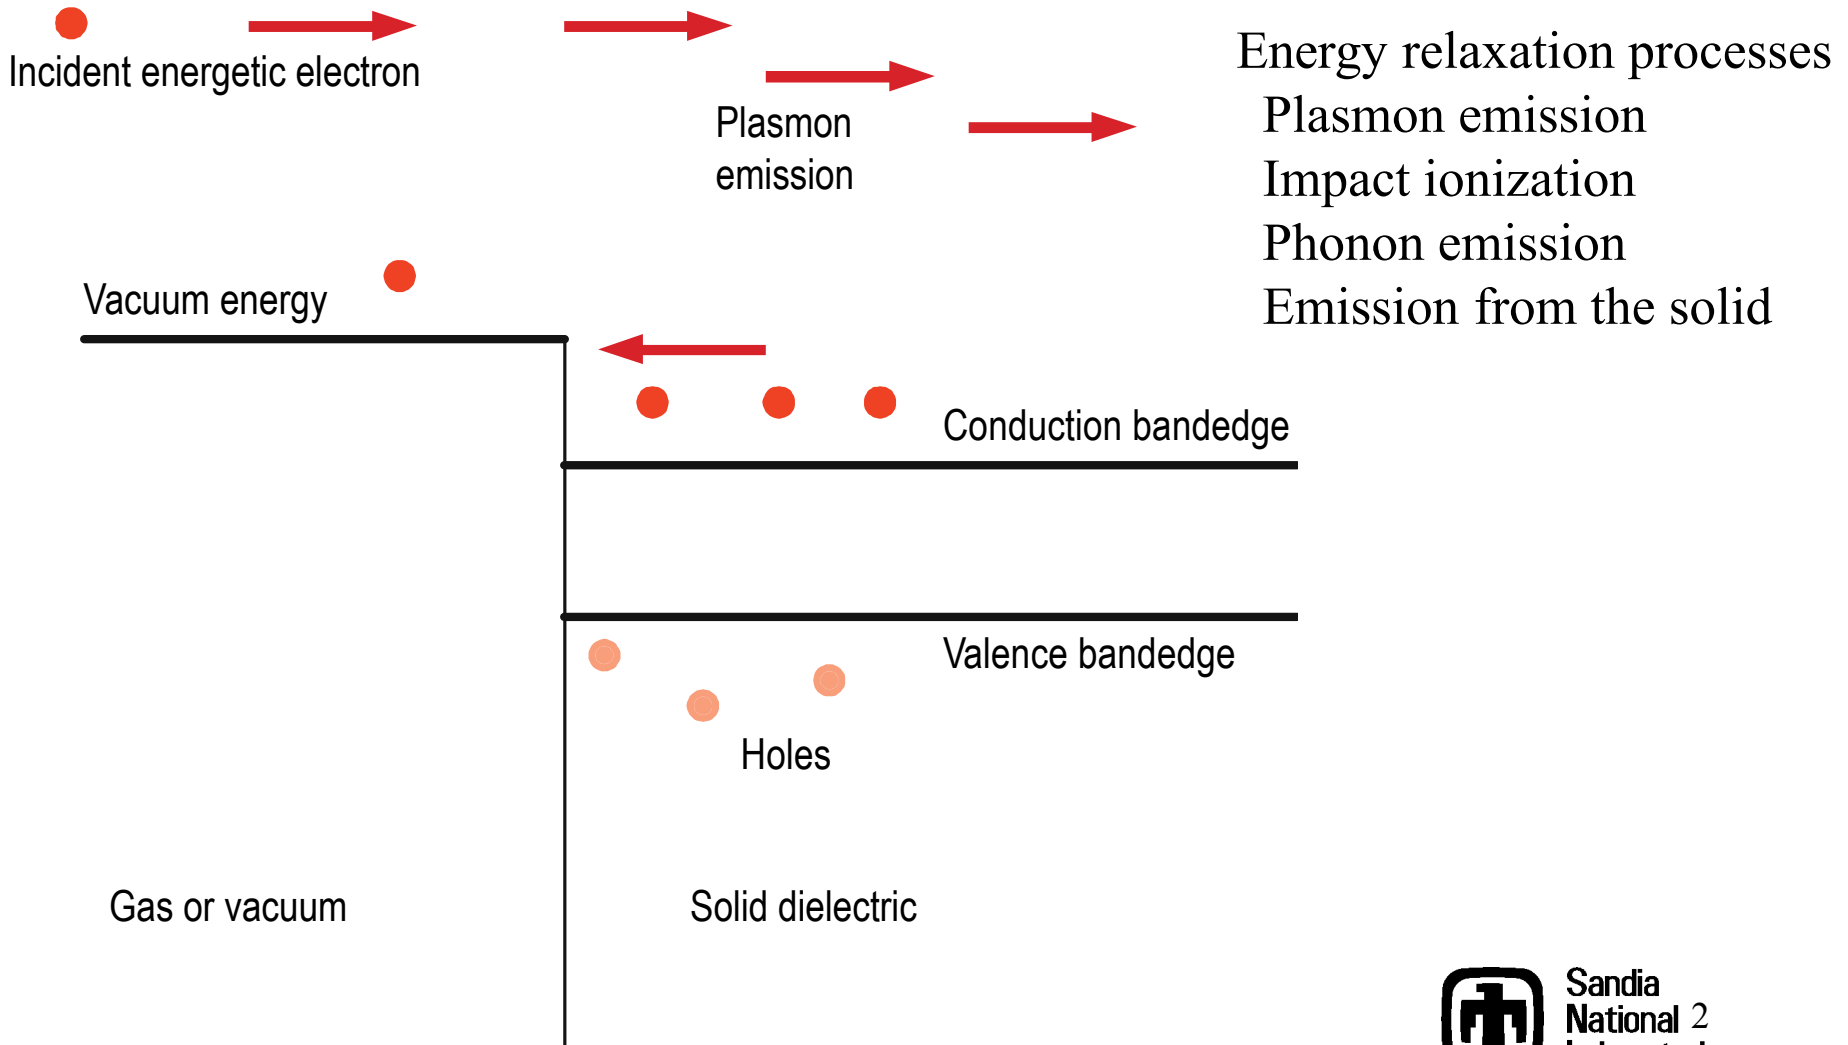 Incident energetic electron
Plasmon
emission
Energy relaxation processes
Plasmon emission
Impact ionization
Phonon emission
Emission from the solid
Vacuum energy
Conduction bandedge
Valence bandedge
Holes
Gas or vacuum
Solid dielectric
Sandia
National
2